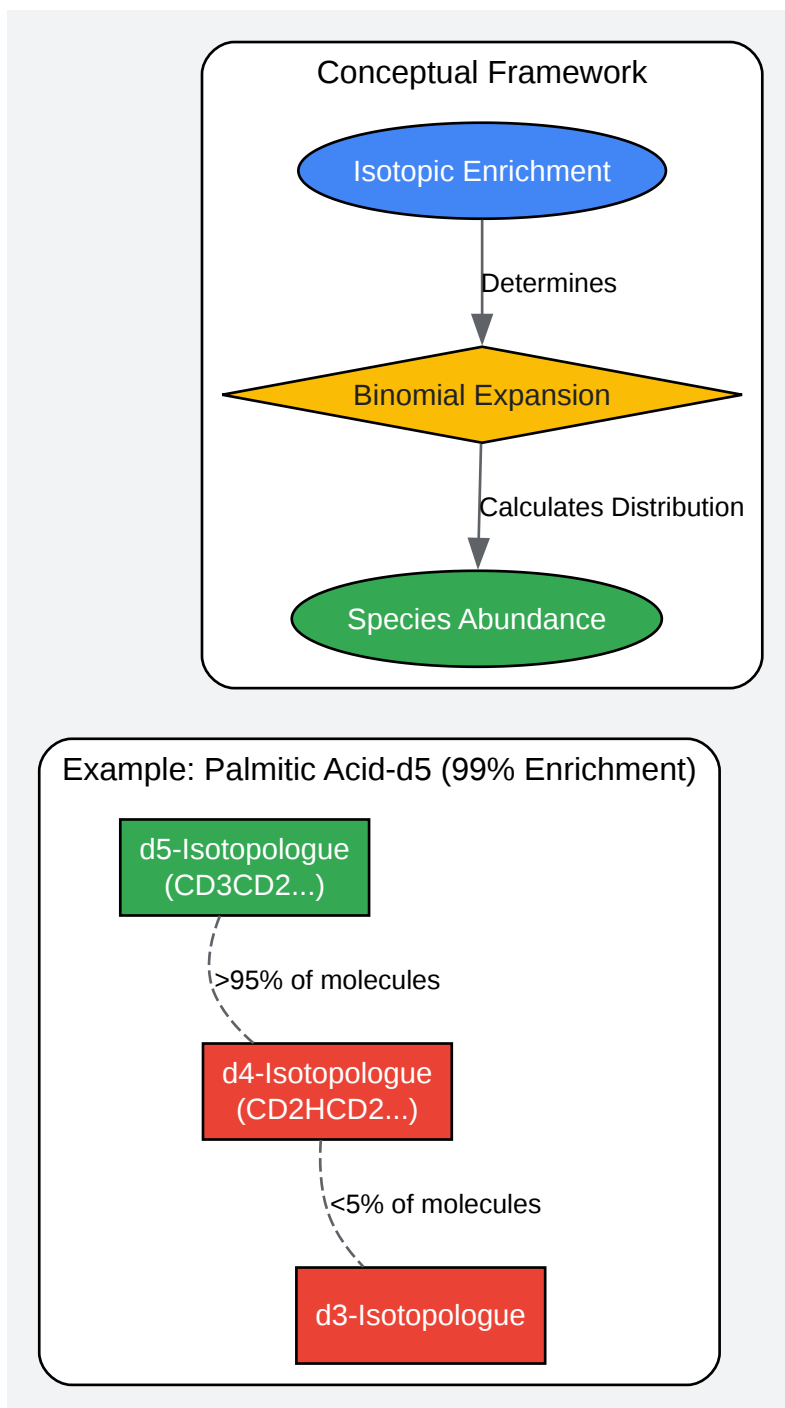 Conceptual Framework
Isotopic Enrichment
Determines
Binomial Expansion
Calculates Distribution
Species Abundance
Example: Palmitic Acid-d5 (99% Enrichment)
d5-Isotopologue
(CD3CD2...)
>95% of molecules
d4-Isotopologue
(CD2HCD2...)
<5% of molecules
d3-Isotopologue